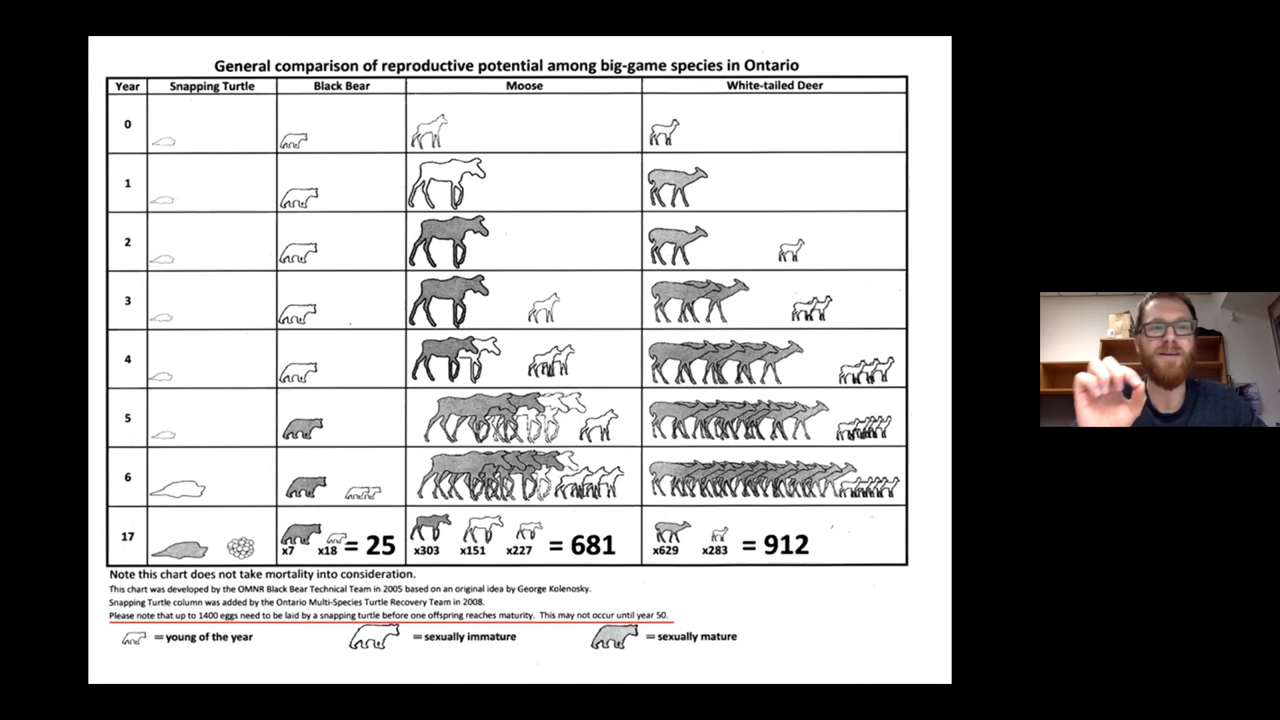 General comparison of reproductive potential among big-game species in Ontario
Year Snapping Turtle Black Bear Moose White-tailed Deer
0
1
2
3
4
5
6
17 x7 x18 = 25 x303 x151 x227 = 681 x629 x283 = 912
Note this chart does not take mortality into consideration.
This chart was developed by the OMNR Black Bear Technical Team in 2005 based on an original idea by George Kolenosky.
Snapping Turtle column was added by the Ontario Multi-Species Turtle Recovery Team in 2008.
Please note that up to 1400 eggs need to be laid by a snapping turtle before one offspring reaches maturity. This may not occur until year 50.
= young of the year = sexually immature = sexually mature